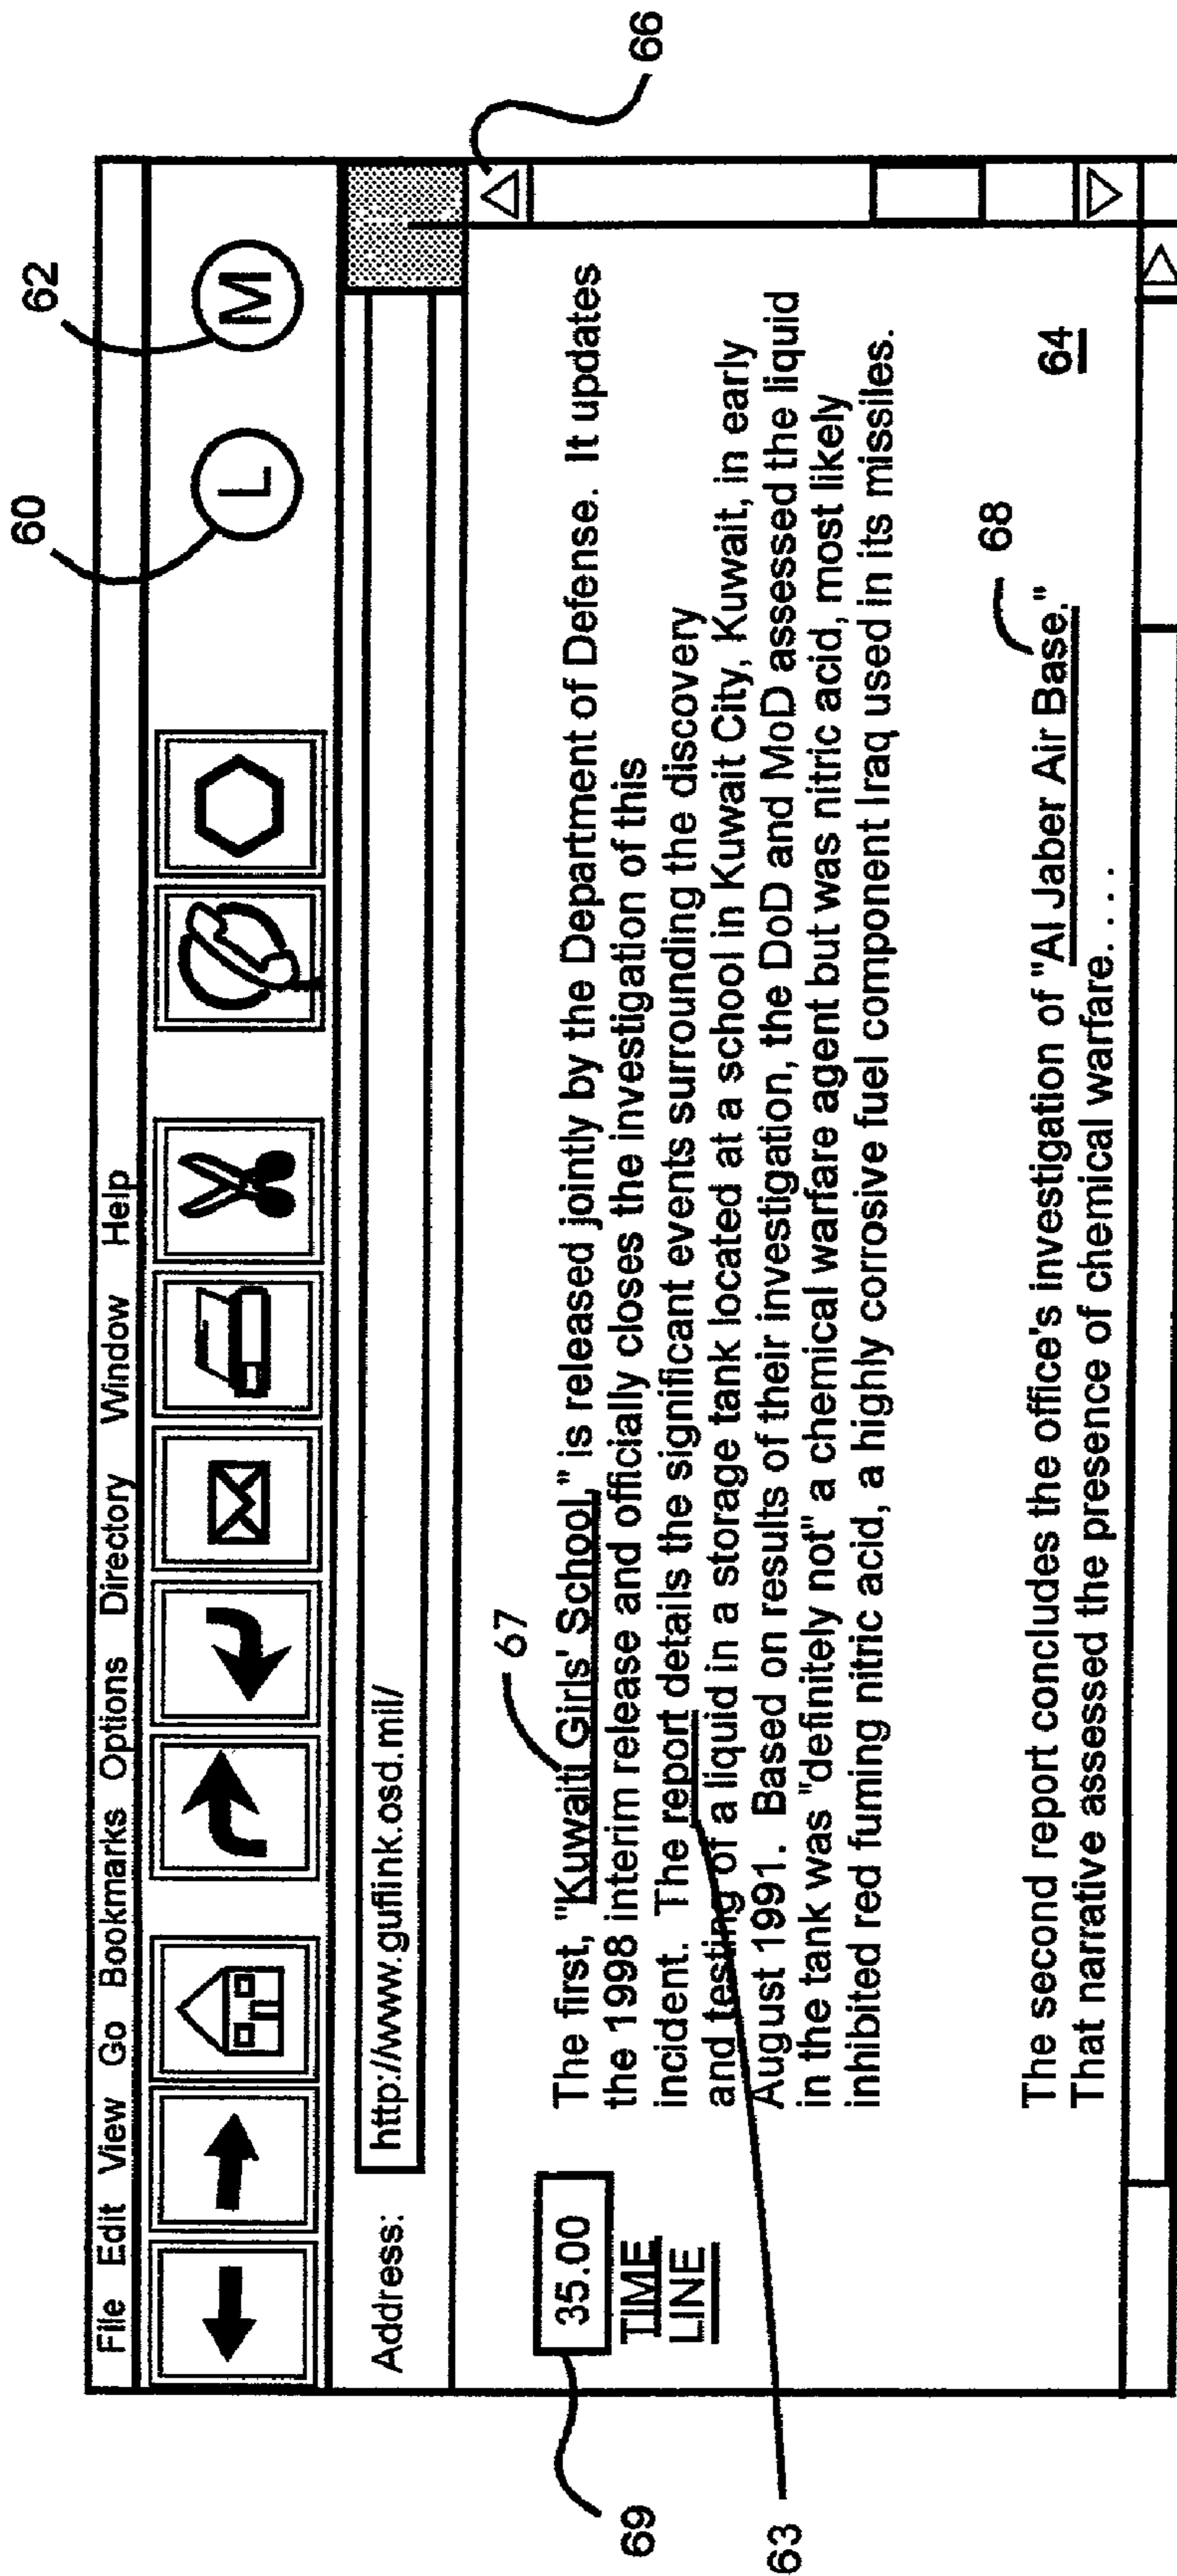 60
62
File Edit View Go Bookmarks Options Directory Window Help
L
M
Address:
http://www.guflink.osd.mil/
66
67
69
35.00
TIME
LINE
The first, "Kuwaiti Girls' School," is released jointly by the Department of Defense. It updates
the 1998 interim release and officially closes the investigation of this
incident. The report details the significant events surrounding the discovery
and testing of a liquid in a storage tank located at a school in Kuwait City, Kuwait, in early
August 1991. Based on results of their investigation, the DoD and MoD assessed the liquid
in the tank was "definitely not" a chemical warfare agent but was nitric acid, most likely
inhibited red fuming nitric acid, a highly corrosive fuel component Iraq used in its missiles.
63
68
The second report concludes the office's investigation of "Al Jaber Air Base."
That narrative assessed the presence of chemical warfare. . . .
64